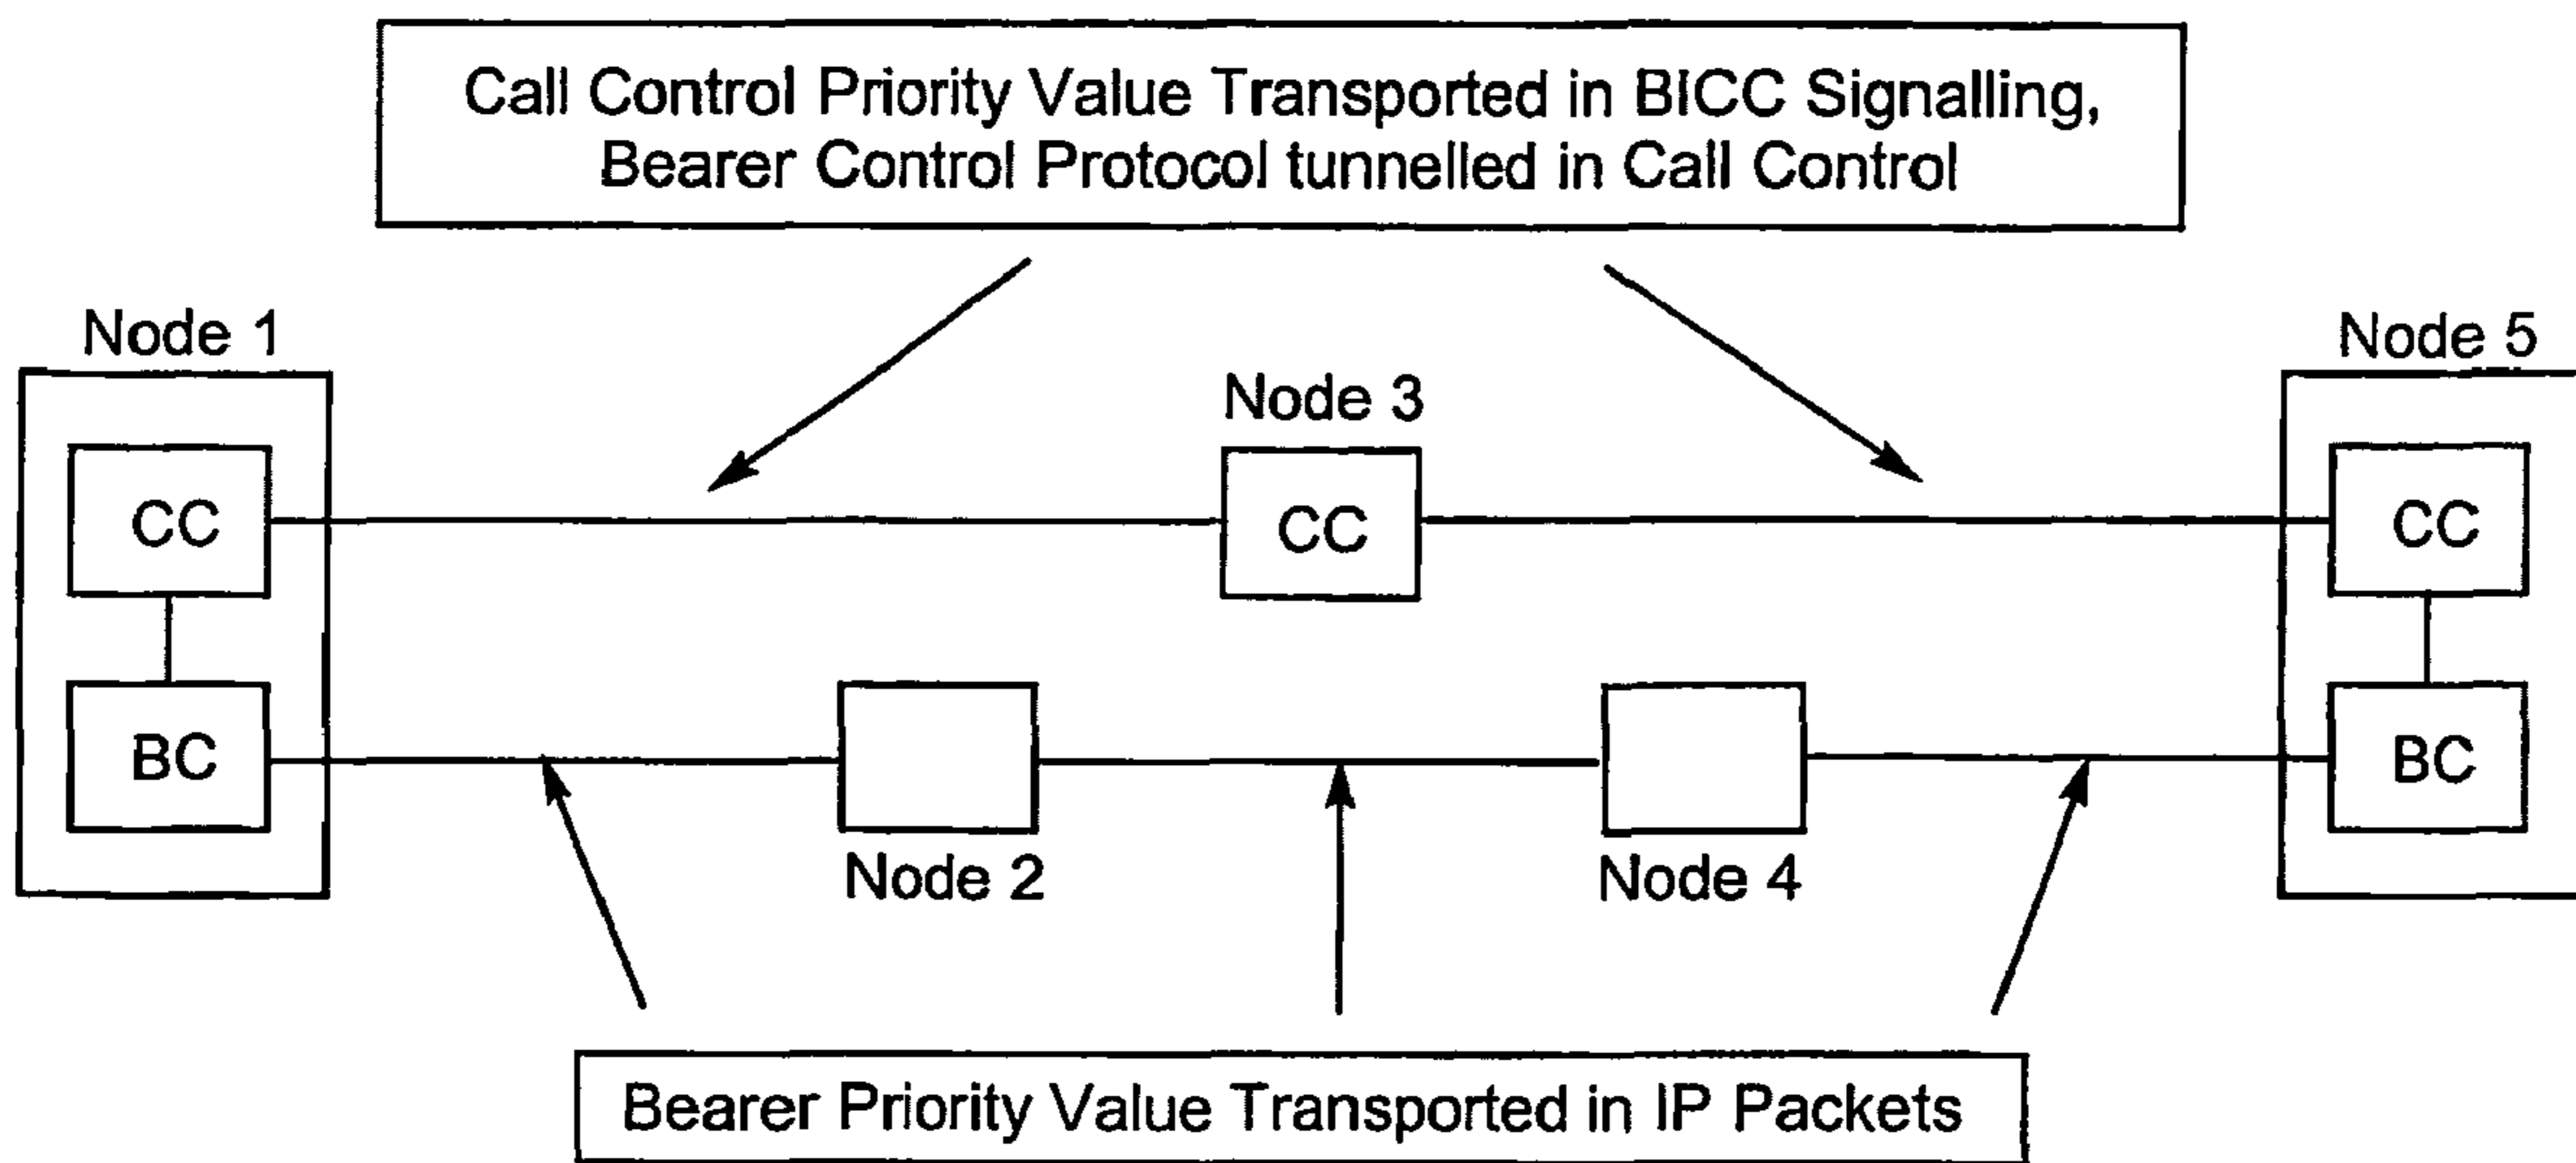 Call Control Priority Value Transported in BICC Signalling,
Bearer Control Protocol tunnelled in Call Control
Node 1
Node 5
Node 3
CC
CC
CC
BC
BC
Node 2
Node 4
Bearer Priority Value Transported in IP Packets